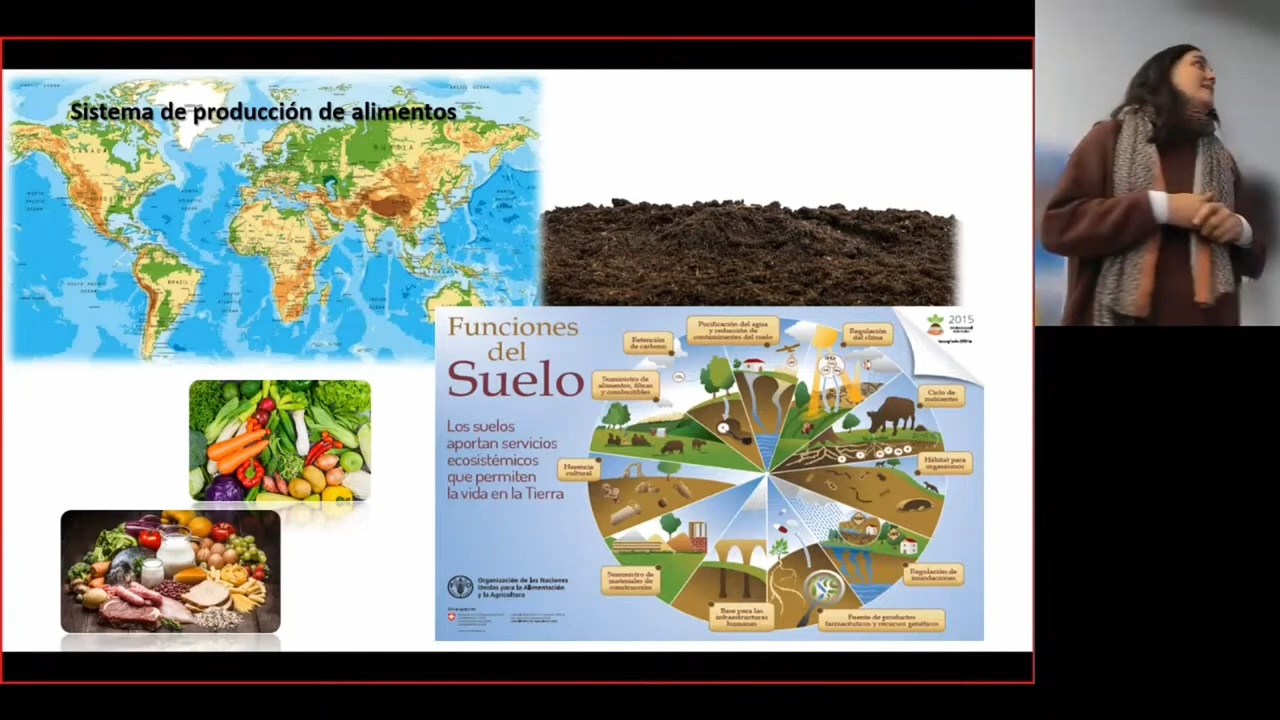 Sistema de producción de alimentos
CANADA
RUSSIA
BRAZIL
Funciones
del
Suelo
Los suelos
aportan servicios
ecosistémicos
que permiten
la vida en la Tierra
Retención
de carbono
Purificación del agua
y reducción de
contaminantes del suelo
Regulación
del clima
2015
Suministro de
alimentos, fibras
y combustibles
Ciclo de
nutrientes
Herencia
cultural
Hábitat para
organismos
Suministro de
materiales de
construcción
Regulación de
inundaciones
Base para las
infraestructuras
humanas
Fuente de productos
farmacéuticos y recursos genéticos
Organización de las Naciones
Unidas para la Alimentación
y la Agricultura